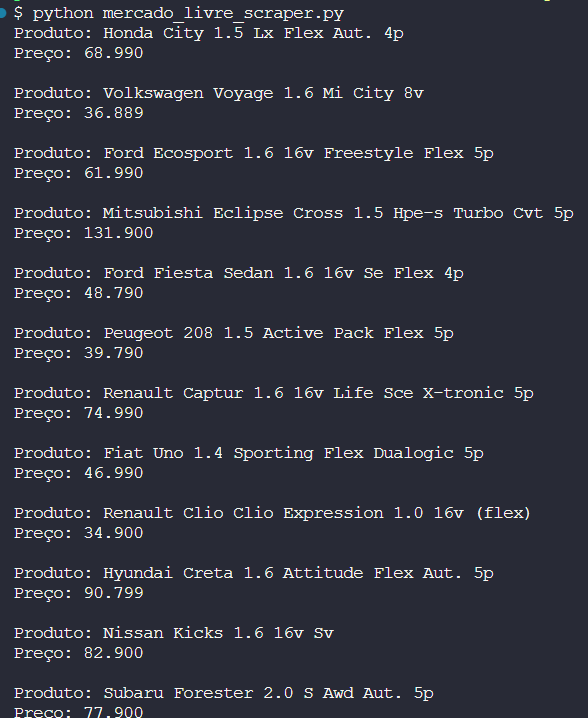 $ python mercado_livre_scraper.py
Produto: Honda City 1.5 Lx Flex Aut. 4p
Preço: 68.990
Produto: Volkswagen Voyage 1.6 Mi City 8v
Preço: 36.889
Produto: Ford Ecosport 1.6 16v Freestyle Flex 5p
Preço: 61.990
Produto: Mitsubishi Eclipse Cross 1.5 Hpe-s Turbo Cvt 5p
Preço: 131.900
Produto: Ford Fiesta Sedan 1.6 16v Se Flex 4p
Preço: 48.790
Produto: Peugeot 208 1.5 Active Pack Flex 5p
Preço: 39.790
Produto: Renault Captur 1.6 16v Life Sce X-tronic 5p
Preço: 74.990
Produto: Fiat Uno 1.4 Sporting Flex Dualogic 5p
Preço: 46.990
Produto: Renault Clio Clio Expression 1.0 16v (flex)
Preço: 34.900
Produto: Hyundai Creta 1.6 Attitude Flex Aut. 5p
Preço: 90.799
Produto: Nissan Kicks 1.6 16v Sv
Preço: 82.900
Produto: Subaru Forester 2.0 S Awd Aut. 5p
Preço: 77.900